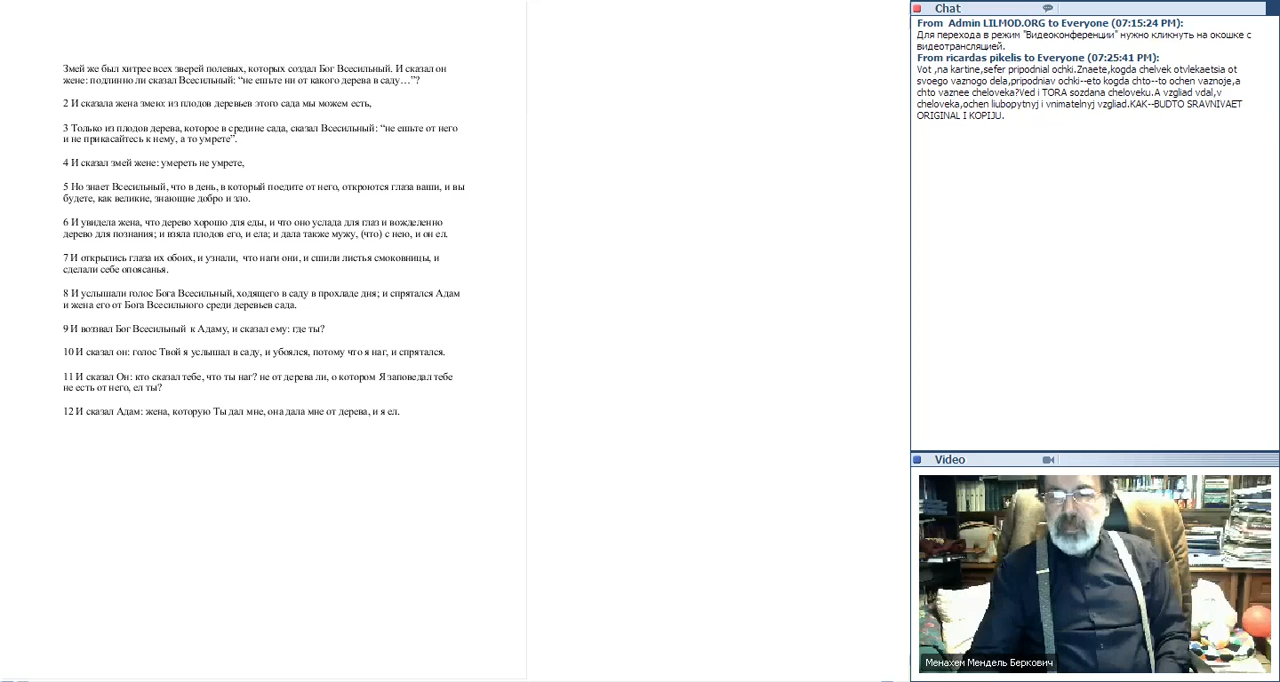 Змей же был хитрее всех зверей полевых, которых создал Бог Всесильный. И сказал он
жене: подлинно ли сказал Всесильный: “не ешьте ни от какого дерева в саду…”?
2 И сказала жена змею: из плодов деревьев этого сада мы можем есть,
3 Только из плодов дерева, которое в средине сада, сказал Всесильный: “не ешьте от него
и не прикасайтесь к нему, а то умрете”.
4 И сказал змей жене: умереть не умрете,
5 Но знает Всесильный, что в день, в который поедите от него, откроются глаза ваши, и вы
будете, как великие, знающие добро и зло.
6 И увидела жена, что дерево хорошо для еды, и что оно услада для глаз и вожделенно
дерево для познания; и взяла плодов его, и ела; и дала также мужу, (что) с нею, и он ел.
7 И открылись глаза их обоих, и узнали, что наги они, и сшили листья смоковницы, и
сделали себе опоясанья.
8 И услышали голос Бога Всесильный, ходящего в саду в прохладе дня; и спрятался Адам
и жена его от Бога Всесильного среди деревьев сада.
9 И воззвал Бог Всесильный к Адаму, и сказал ему: где ты?
10 И сказал он: голос Твой я услышал в саду, и убоялся, потому что я наг, и спрятался.
11 И сказал Он: кто сказал тебе, что ты наг? не от дерева ли, о котором Я заповедал тебе
не есть от него, ел ты?
12 И сказал Адам: жена, которую Ты дал мне, она дала мне от дерева, и я ел.
Chat
From Admin LILMOD.ORG to Everyone (07:15:24 PM):
Для перехода в режим "Видеоконференции" нужно кликнуть на окошке с
видеотрансляцией.
From ricardas pikelis to Everyone (07:25:41 PM):
Vot ,na kartine,sefer pripodnial ochki.Znaete,kogda chelvek otvlekaetsia ot
svoego vaznogo dela,pripodniav ochki--eto kogda chto--to ochen vaznoje,a
chto vaznee cheloveka?Ved i TORA sozdana cheloveku.A vzgliad vdal,v
cheloveka,ochen liubopytnyj i vnimatelnyj vzgliad.KAK--BUDTO SRAVNIVAET
ORIGINAL I KOPIJU.
Video
Менахем Мендель Беркович